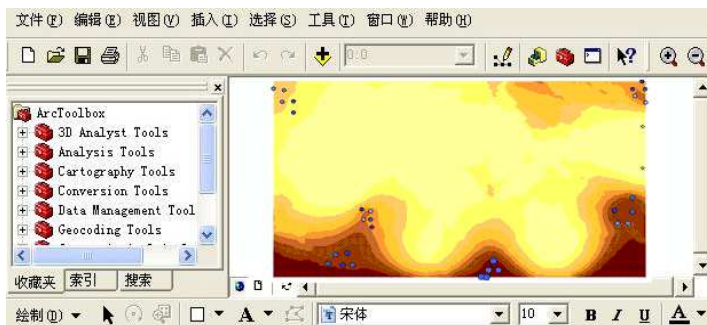 文件(F) 编辑(E) 视图(V) 插入(I) 选择(S) 工具(T) 窗口(W) 帮助(H)
0:0
ArcToolbox
3D Analyst Tools
Analysis Tools
Cartography Tools
Conversion Tools
Data Management Tool
Geocoding Tools
收藏夹 索引 搜索
绘制(D) A 宋体 10 B I U A